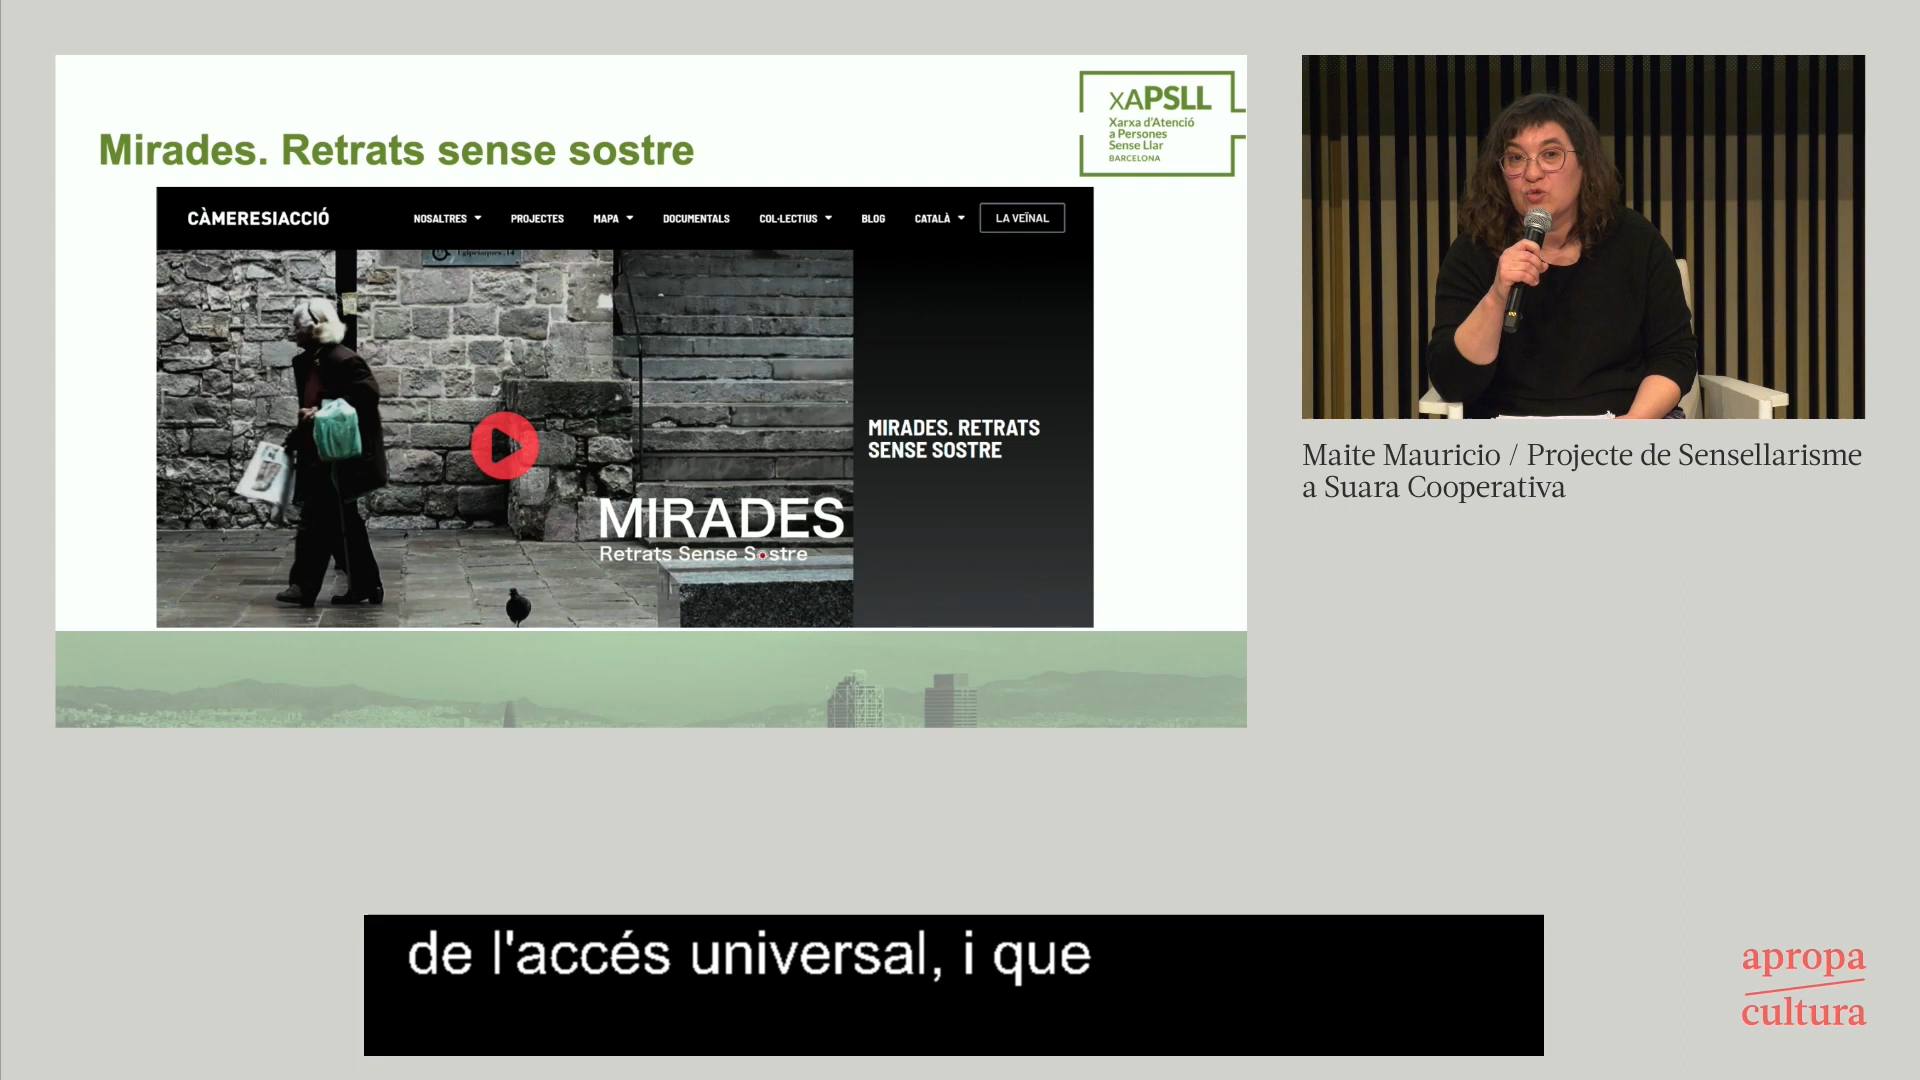 Mirades. Retrats sense sostre
xAPSLL
Xarxa d'Atenció
a Persones
Sense Llar
BARCELONA
CÀMERESIACCIÓ
NOSALTRES
PROJECTES
MAPA
DOCUMENTALS
COL·LECTIUS
BLOG
CATALÀ
LA VEÏNAL
MIRADES. RETRATS
SENSE SOSTRE
MIRADES
Retrats Sense Sostre
Maite Mauricio / Projecte de Sensellarisme
a Suara Cooperativa
de l'accés universal, i que
apropa
cultura